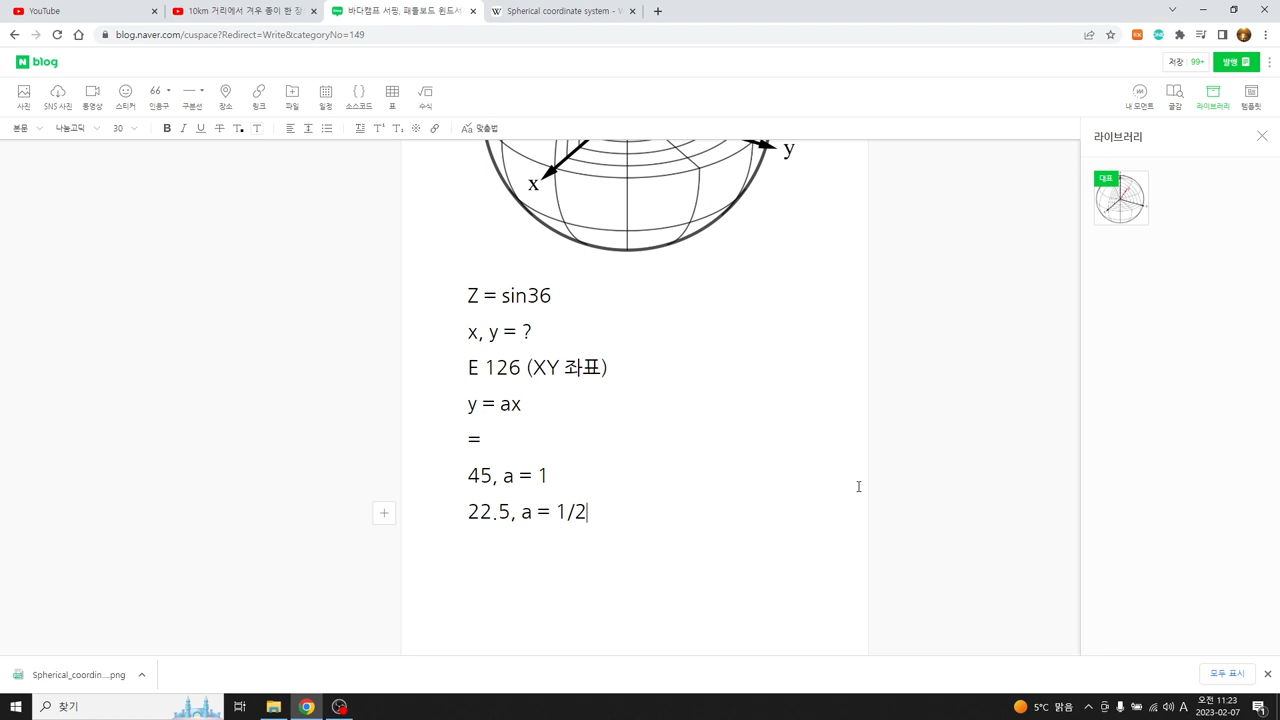 YouTube
10km 거리에서 겨우 종이 한 장
바다캠프 서핑, 패들보드 윈드서
Spherical coordinate system - W
blog.naver.com/cuspace?Redirect=Write&categoryNo=149
N blog
저장 99+
발행
사진
SNS 사진
동영상
스티커
66
인용구
구분선
장소
링크
파일
일정
소스코드
표
수식
내 모먼트
글감
라이브러리
템플릿
본문
나눔고딕
30
B I U T T T
T T
맞춤법
라이브러리
대표
y
x
Z = sin36
x, y = ?
E 126 (XY 좌표)
y = ax
=
45, a = 1
22.5, a = 1/2
Spherical_coordin....png
모두 표시
찾기
5°C 맑음
A
오전 11:23
2023-02-07
1